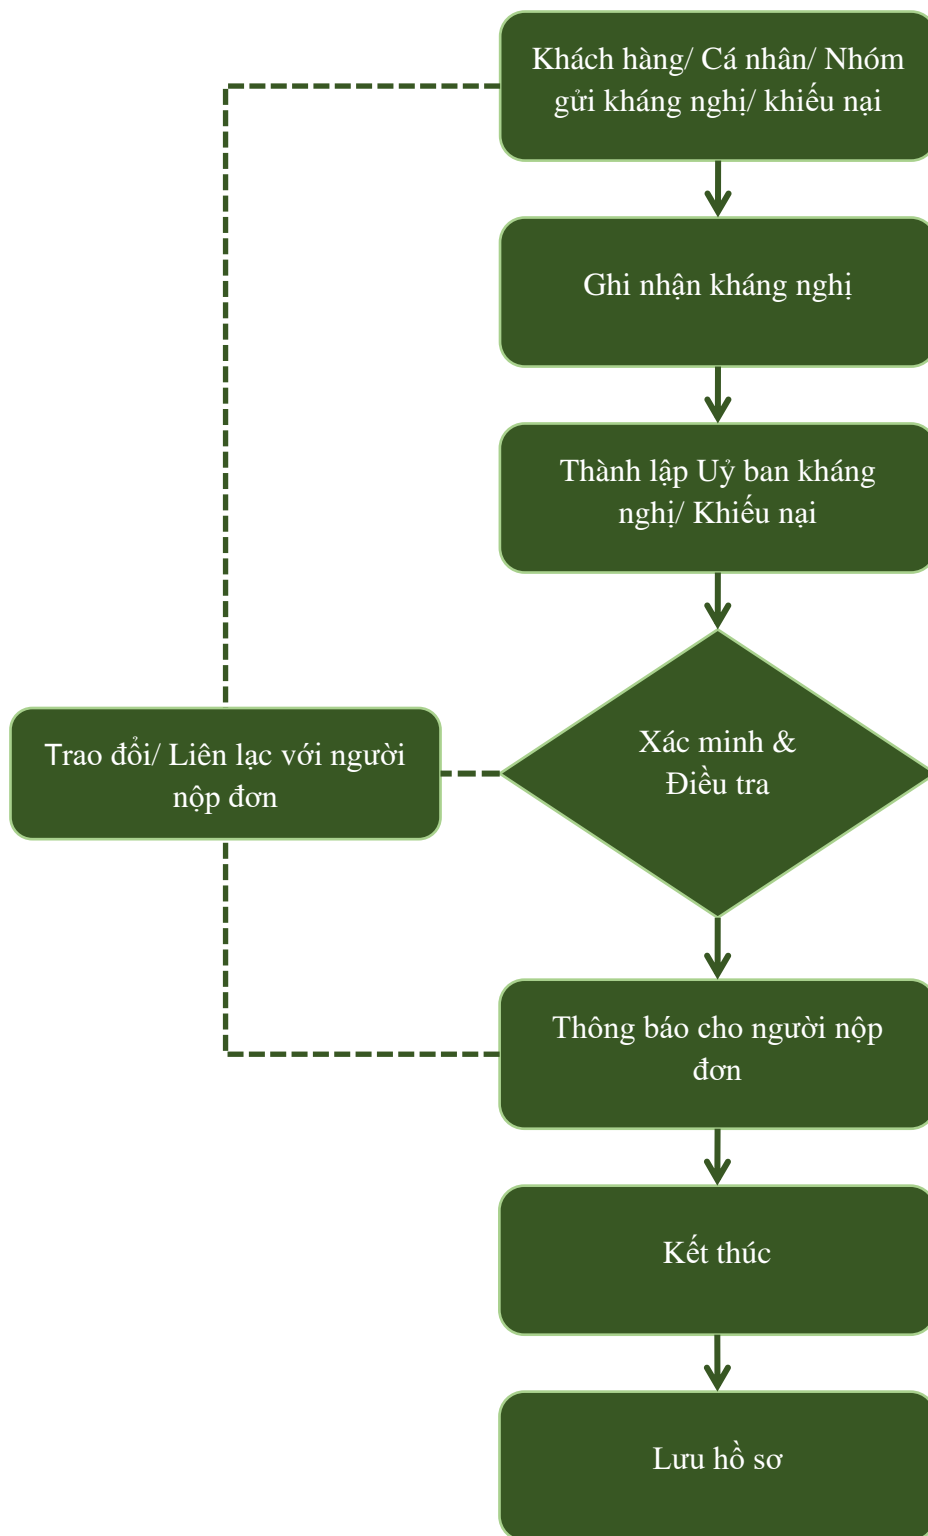 Khách hàng/ Cá nhân/ Nhóm
gửi kháng nghị/ khiếu nại
Ghi nhận kháng nghị
Thành lập Uỷ ban kháng
nghị/ Khiếu nại
Xác minh &
Điều tra
Trao đổi/ Liên lạc với người
nộp đơn
Thông báo cho người nộp
đơn
Kết thúc
Lưu hồ sơ